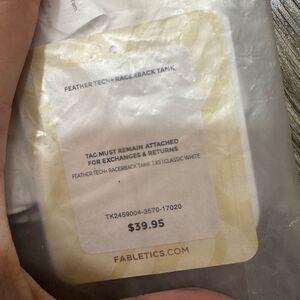 FEATHER TECH+ RACERBACK TANK
TAG MUST REMAIN ATTACHED
FOR EXCHANGES & RETURNS
FEATHER TECH+ RACERBACK TANK | XS | CLASSIC WHITE
TK2459004-3570-17020
$39.95
FABLETICS.COM